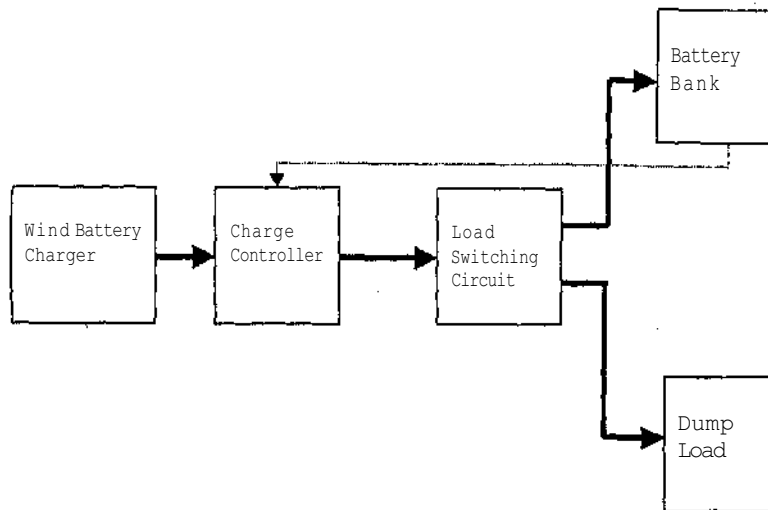 Battery
Bank
Wind Battery
Charger
Charge
Controller
Load
Switching
Circuit
Dump
Load